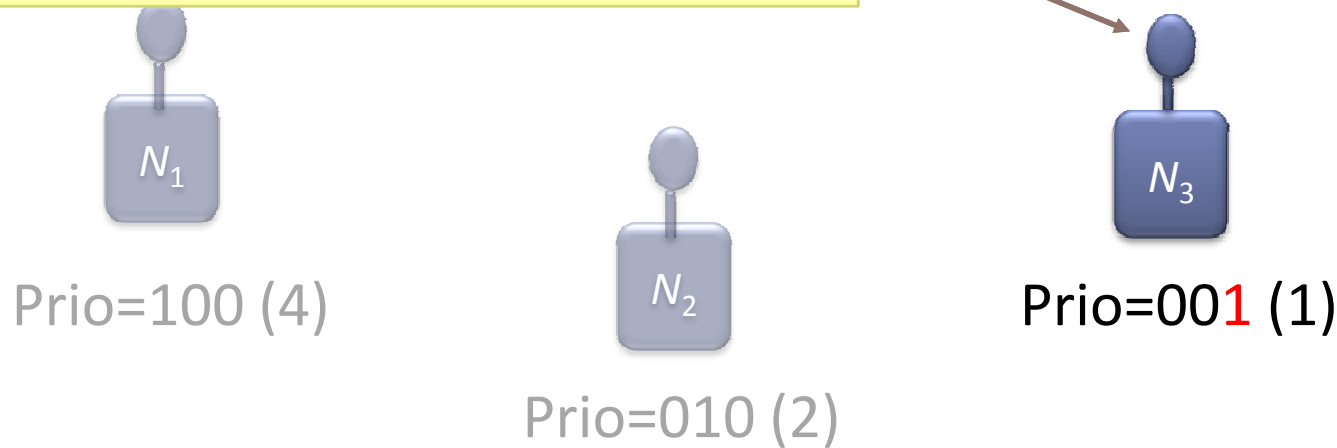 N1
N3
N2
Prio=100 (4)
Prio=001 (1)
Prio=010 (2)